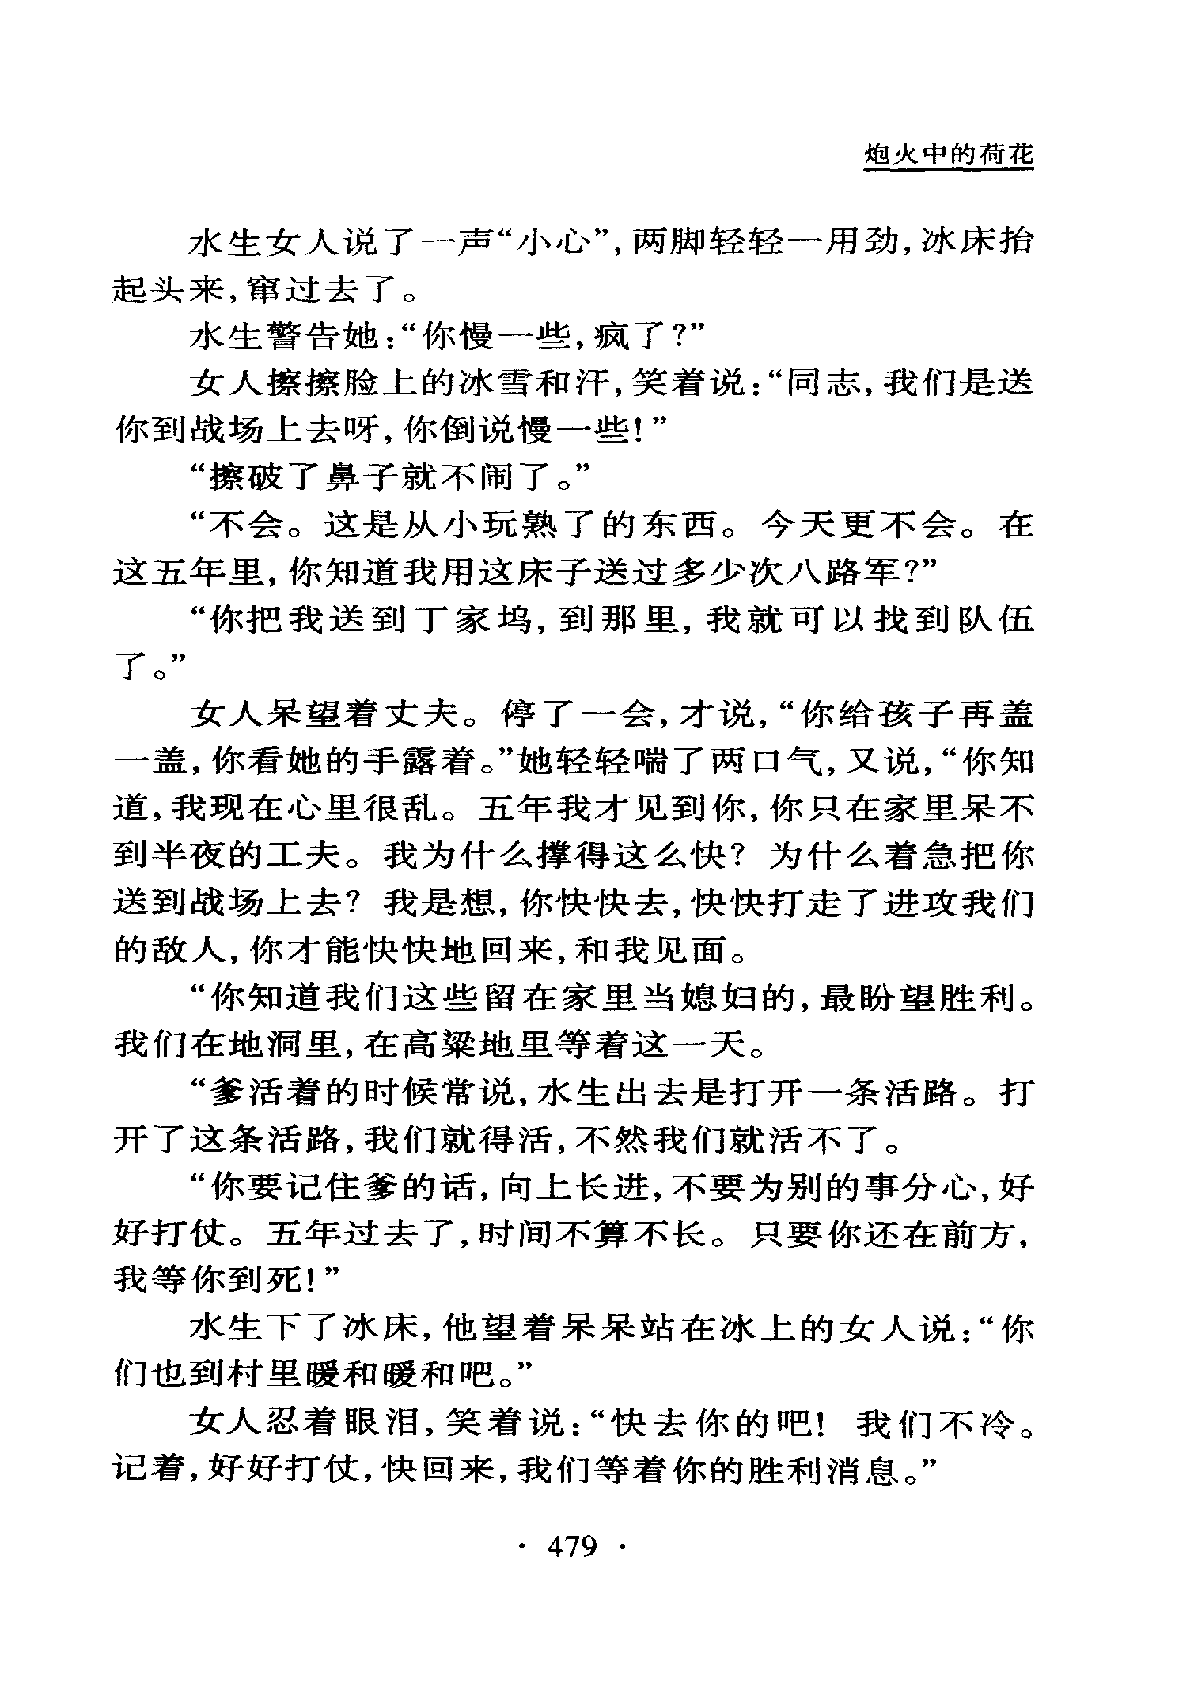 炮火中的荷花
水生女人说了一声“小心”，两脚轻轻一用劲，冰床抬
起头来，窜过去了。
水生警告她：“你慢一些，疯了？”
女人擦擦脸上的冰雪和汗，笑着说：“同志，我们是送
你到战场上去呀，你倒说慢一些！”
“擦破了鼻子就不闹了。”
“不会。这是从小玩熟了的东西。今天更不会。在
这五年里，你知道我用这床子送过多少次八路军？”
“你把我送到丁家坞，到那里，我就可以找到队伍
了。”
女人呆望着丈夫。停了一会，才说，“你给孩子再盖
一盖，你看她的手露着。”她轻轻喘了两口气，又说，“你知
道，我现在心里很乱。五年我才见到你，你只在家里呆不
到半夜的工夫。我为什么撑得这么快？为什么着急把你
送到战场上去？我是想，你快快去，快快打走了进攻我们
的敌人，你才能快快地回来，和我见面。
“你知道我们这些留在家里当媳妇的，最盼望胜利。
我们在地洞里，在高粱地里等着这一天。
“爹活着的时候常说，水生出去是打开一条活路。打
开了这条活路，我们就得活，不然我们就活不了。
“你要记住爹的话，向上长进，不要为别的事分心，好
好打仗。五年过去了，时间不算不长。只要你还在前方，
我等你到死！”
水生下了冰床，他望着呆呆站在冰上的女人说：“你
们也到村里暖和暖和吧。”
女人忍着眼泪，笑着说：“快去你的吧！我们不冷。
记着，好好打仗，快回来，我们等着你的胜利消息。”
· 479 ·